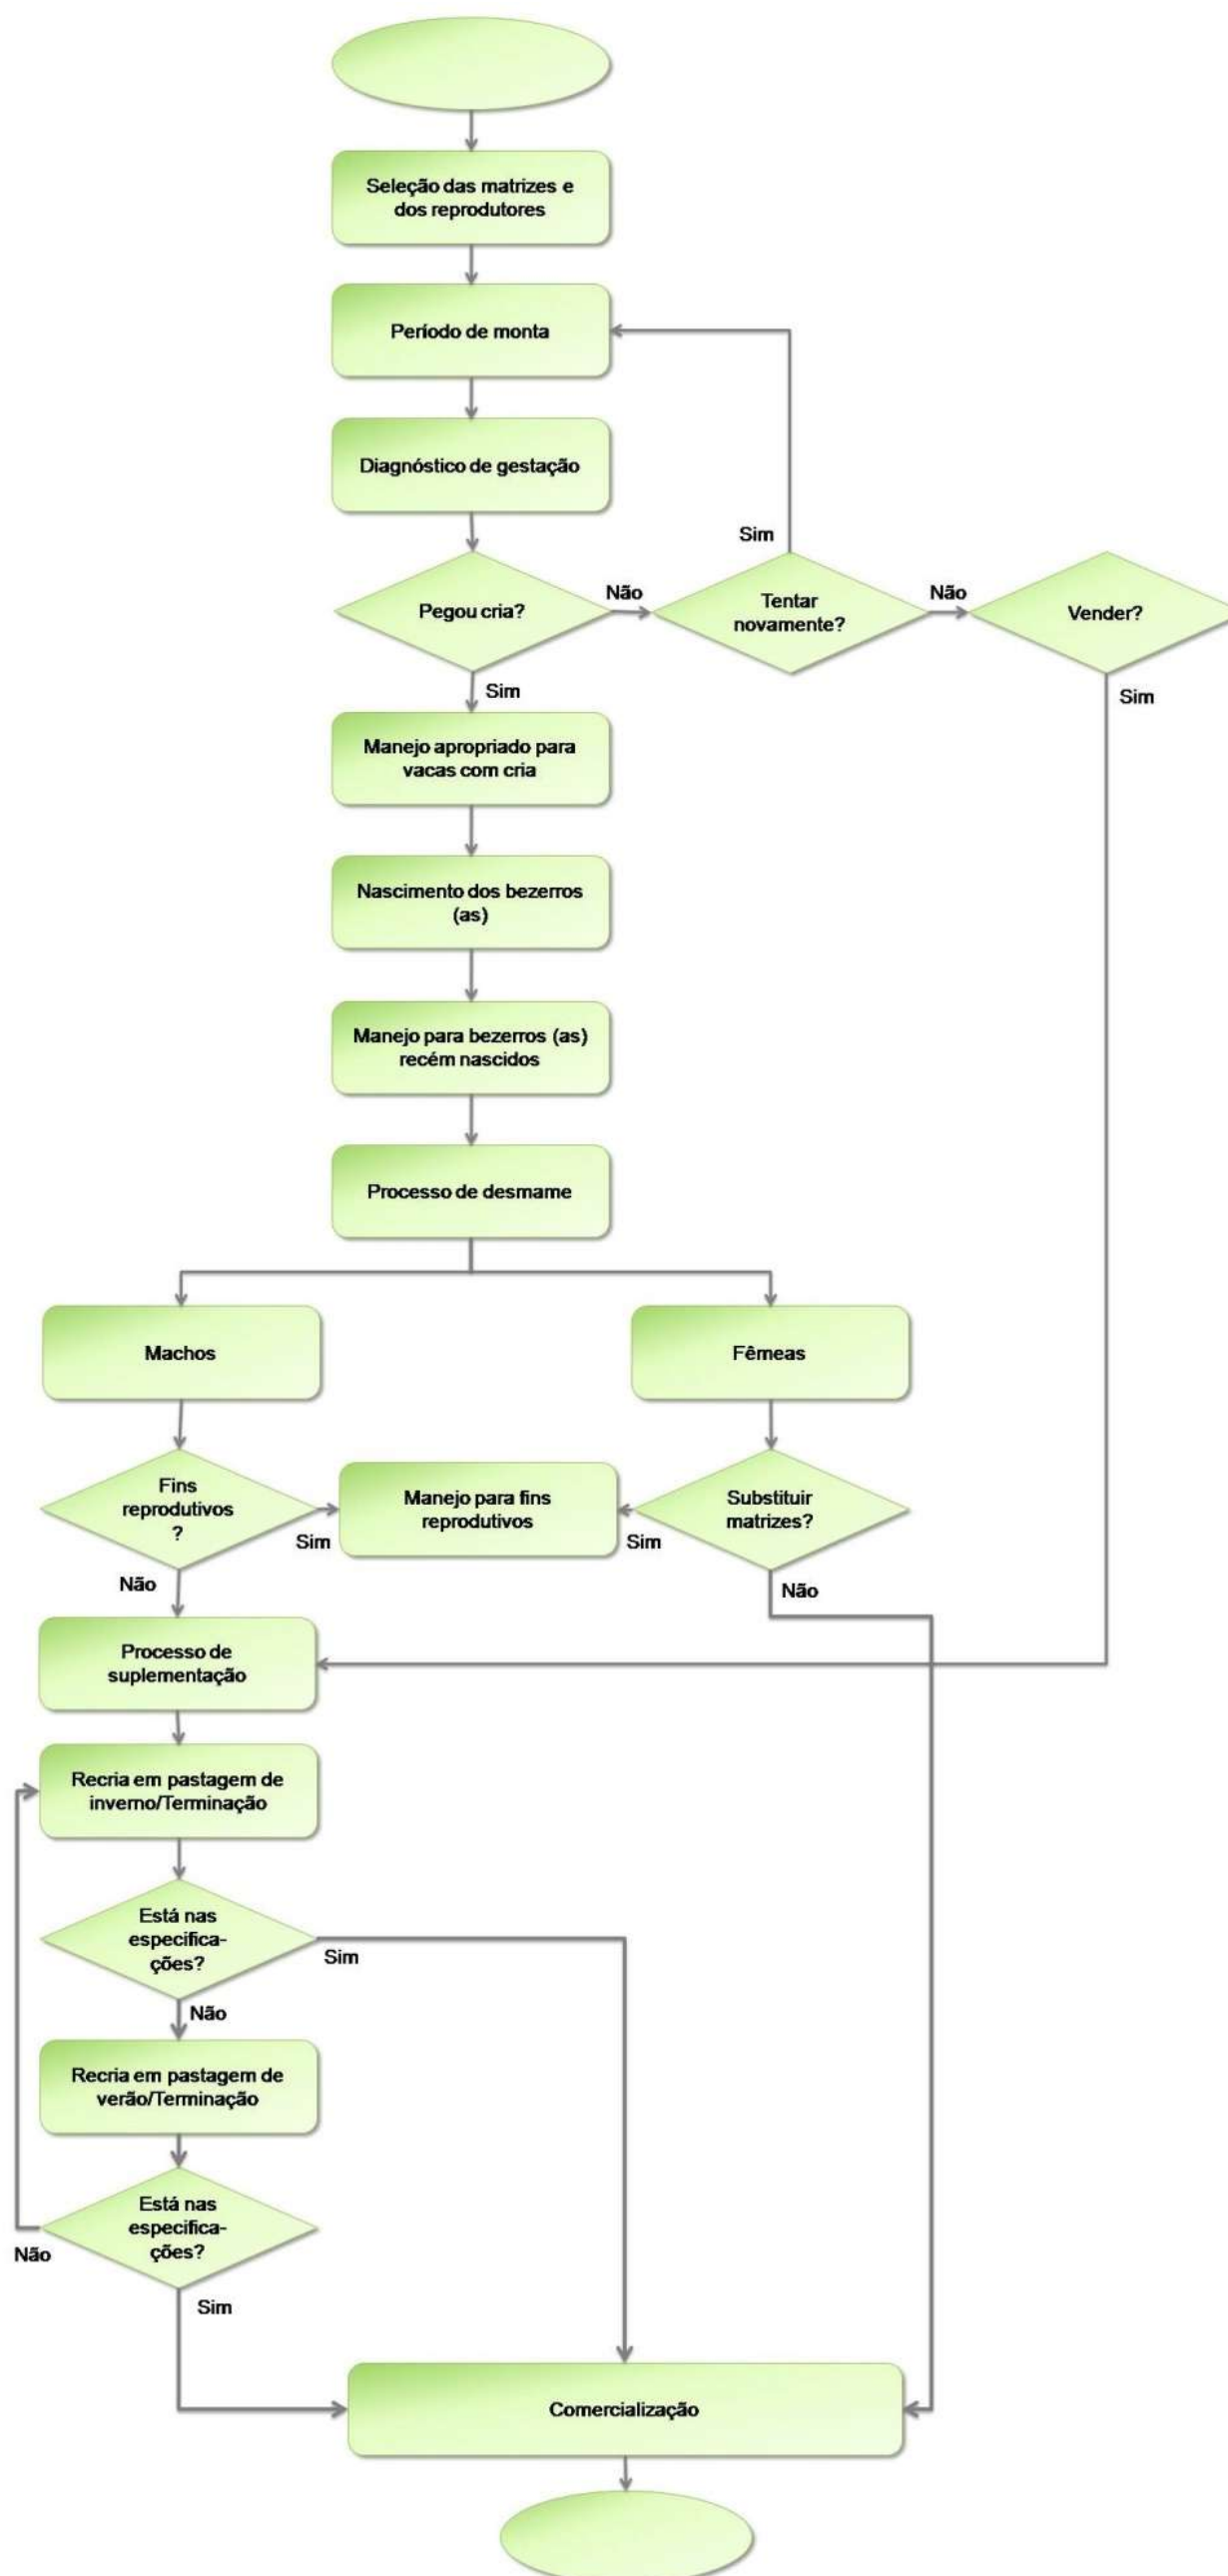 Seleção das matrizes e
dos reprodutores
Período de monta
Diagnóstico de gestação
Sim
Pegou cria?
Não
Tentar
novamente?
Não
Vender?
Sim
Sim
Manejo apropriado para
vacas com cria
Nascimento dos bezerros
(as)
Manejo para bezerros (as)
recém nascidos
Processo de desmame
Machos
Fêmeas
Fins
reprodutivos
?
Sim
Manejo para fins
reprodutivos
Sim
Substituir
matrizes?
Não
Não
Processo de
suplementação
Recria em pastagem de
inverno/Terminação
Está nas
especifica-
ções?
Sim
Não
Recria em pastagem de
verão/Terminação
Está nas
especifica-
ções?
Não
Sim
Comercialização